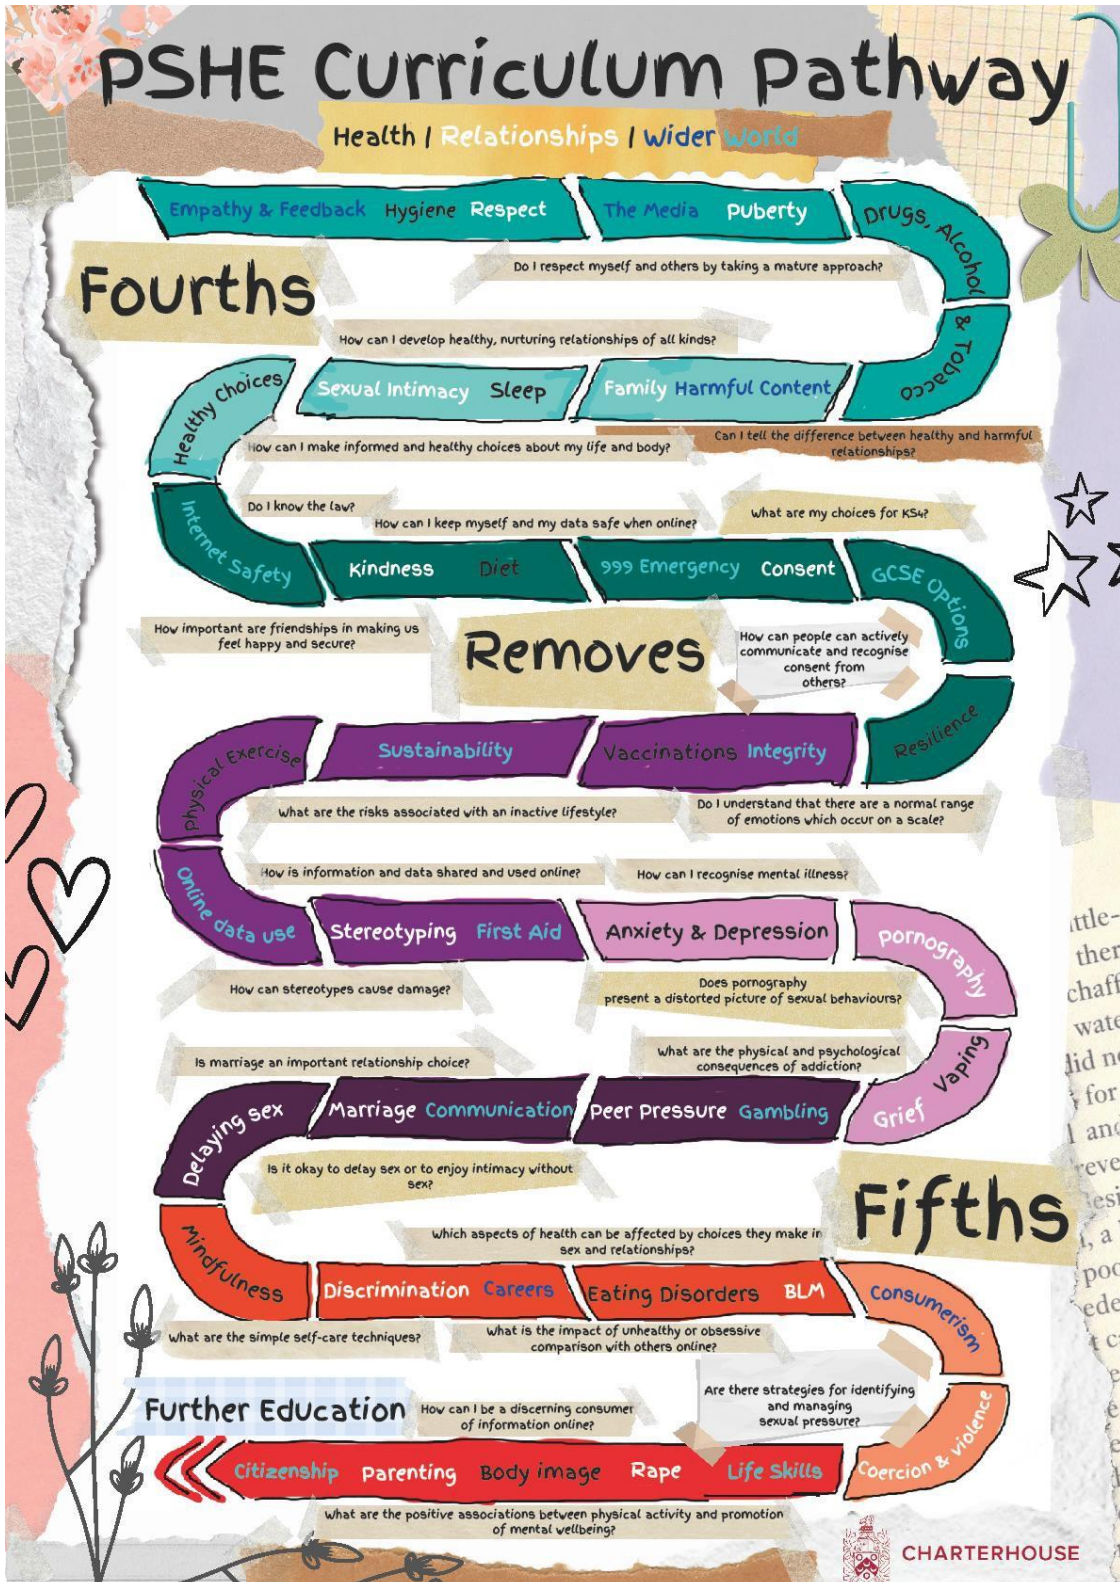 PSHE Curriculum Pathway
Health | Relationships | Wider World
Empathy & Feedback Hygiene Respect
The Media Puberty
Drugs, Alcohol
& Tobacco
Do I respect myself and others by taking a mature approach?
Fourths
How can I develop healthy, nurturing relationships of all kinds?
Family Harmful Content
Sexual Intimacy Sleep
Healthy Choices
How can I make informed and healthy choices about my life and body?
Can I tell the difference between healthy and harmful
relationships?
Do I know the law?
How can I keep myself and my data safe when online?
What are my choices for KS4?
Internet Safety
Kindness Diet
999 Emergency Consent
GCSE Options
How important are friendships in making us
feel happy and secure?
Removes
How can people can actively
communicate and recognise
consent from
others?
Resilience
Vaccinations Integrity
Sustainability
Physical Exercise
What are the risks associated with an inactive lifestyle?
Do I understand that there are a normal range
of emotions which occur on a scale?
How is information and data shared and used online?
How can I recognise mental illness?
Online data use
Stereotyping First Aid
Anxiety & Depression
Pornography
How can stereotypes cause damage?
Does pornography
present a distorted picture of sexual behaviours?
Is marriage an important relationship choice?
What are the physical and psychological
consequences of addiction?
Grief Vaping
Peer Pressure Gambling
Marriage Communication
Delaying sex
Is it okay to delay sex or to enjoy intimacy without
sex?
Fifths
Which aspects of health can be affected by choices they make in
sex and relationships?
Mindfulness
Discrimination Careers
Eating Disorders BLM
Consumerism
What are the simple self-care techniques?
What is the impact of unhealthy or obsessive
comparison with others online?
Are there strategies for identifying
and managing
sexual pressure?
Further Education
How can I be a discerning consumer
of information online?
Coercion & violence
Citizenship Parenting Body image Rape Life Skills
What are the positive associations between physical activity and promotion
of mental wellbeing?
CHARTERHOUSE